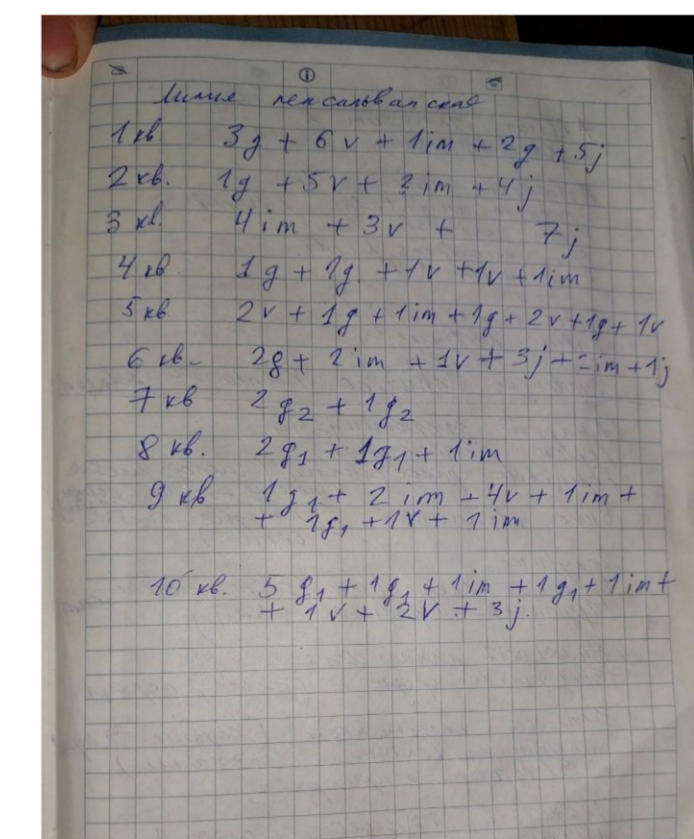 ①
Линия пенсильванская
1 кв 3g + 6v + 1im + 2g + 5j
2 кв. 1g + 5v + 2im + 4j
3 кв 4im + 3v + 7j
4 кв 1g + 1g + 1v + 1v + 1im
5 кв 2v + 1g + 1im + 1g + 2v + 1g + 1v
6 кв- 2g + 2im + 1v + 3j + im + 1j
7 кв 2g2 + 1g2
8 кв. 2g1 + 1g1 + 1im
9 кв 1g1 + 2im + 4v + 1im +
+ 1g1 + 1v + 1im
10 кв. 5g1 + 1g1 + 1im + 1g1 + 1im +
+ 1v + 2v + 3j.